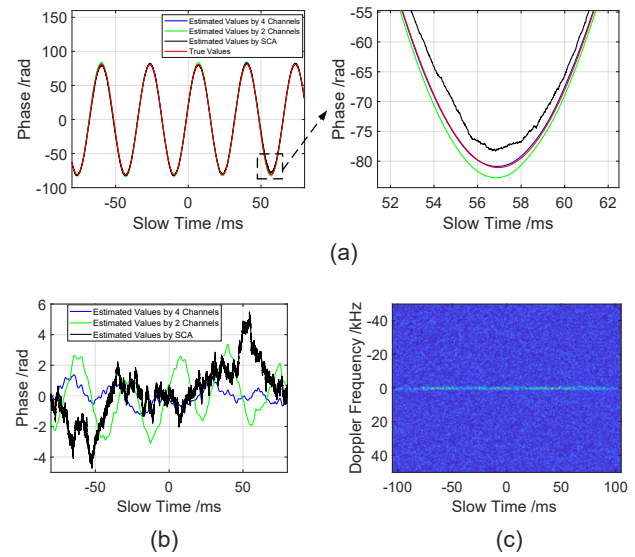 150
100
50
0
-50
-100
Phase /rad
-50
0
50
Slow Time /ms
Estimated Values by 4 Channels
Estimated Values by 2 Channels
Estimated Values by SCA
True Values
-55
-60
-65
-70
-75
-80
Phase /rad
52
54
56
58
60
62
Slow Time /ms
(a)
6
4
2
0
-2
-4
Phase /rad
-50
0
50
Slow Time /ms
Estimated Values by 4 Channels
Estimated Values by 2 Channels
Estimated Values by SCA
(b)
-40
-20
0
20
40
Doppler Frequency /kHz
-100
-50
0
50
100
Slow Time /ms
(c)